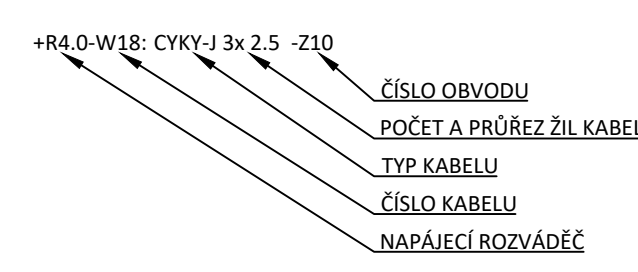 +R4.0-W18: CYKY-J 3x 2.5 -Z10
ČÍSLO OBVODU
POČET A PRŮŘEZ ŽIL KABEL
TYP KABELU
ČÍSLO KABELU
NAPÁJECÍ ROZVÁDĚČ